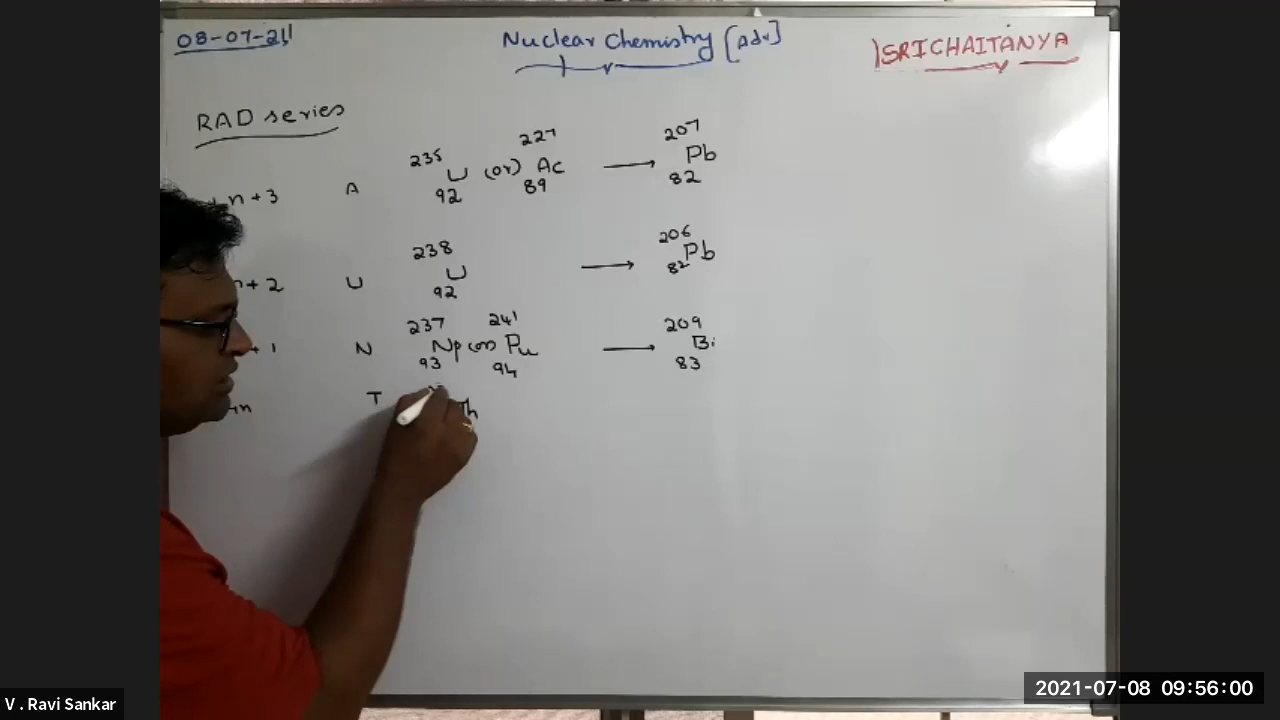 08-07-21
Nuclear Chemistry [Adv]
SRICHAITANYA
RAD series
n + 3 A 235 92 U (or) 227 89 Ac → 207 82 Pb
n + 2 U 238 92 U → 206 82 Pb
+ 1 N 237 93 Np (or) 241 94 Pu → 209 83 Bi
n T Th
V . Ravi Sankar
2021-07-08 09:56:00